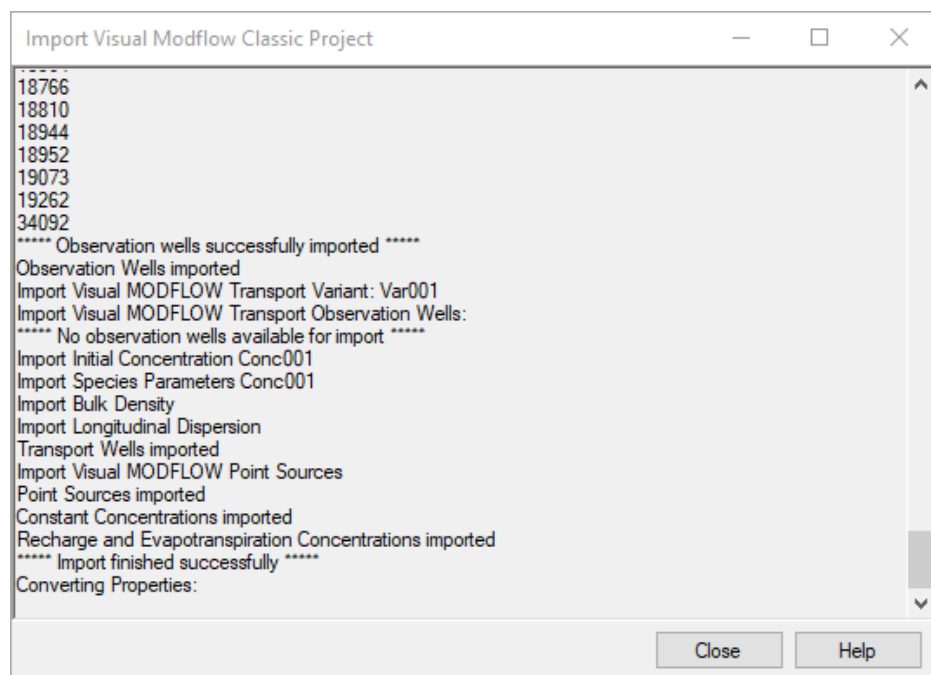 Import Visual Modflow Classic Project
18766
18810
18944
18952
19073
19262
34092
***** Observation wells successfully imported *****
Observation Wells imported
Import Visual MODFLOW Transport Variant: Var001
Import Visual MODFLOW Transport Observation Wells:
***** No observation wells available for import *****
Import Initial Concentration Conc001
Import Species Parameters Conc001
Import Bulk Density
Import Longitudinal Dispersion
Transport Wells imported
Import Visual MODFLOW Point Sources
Point Sources imported
Constant Concentrations imported
Recharge and Evapotranspiration Concentrations imported
***** Import finished successfully *****
Converting Properties:
Close Help